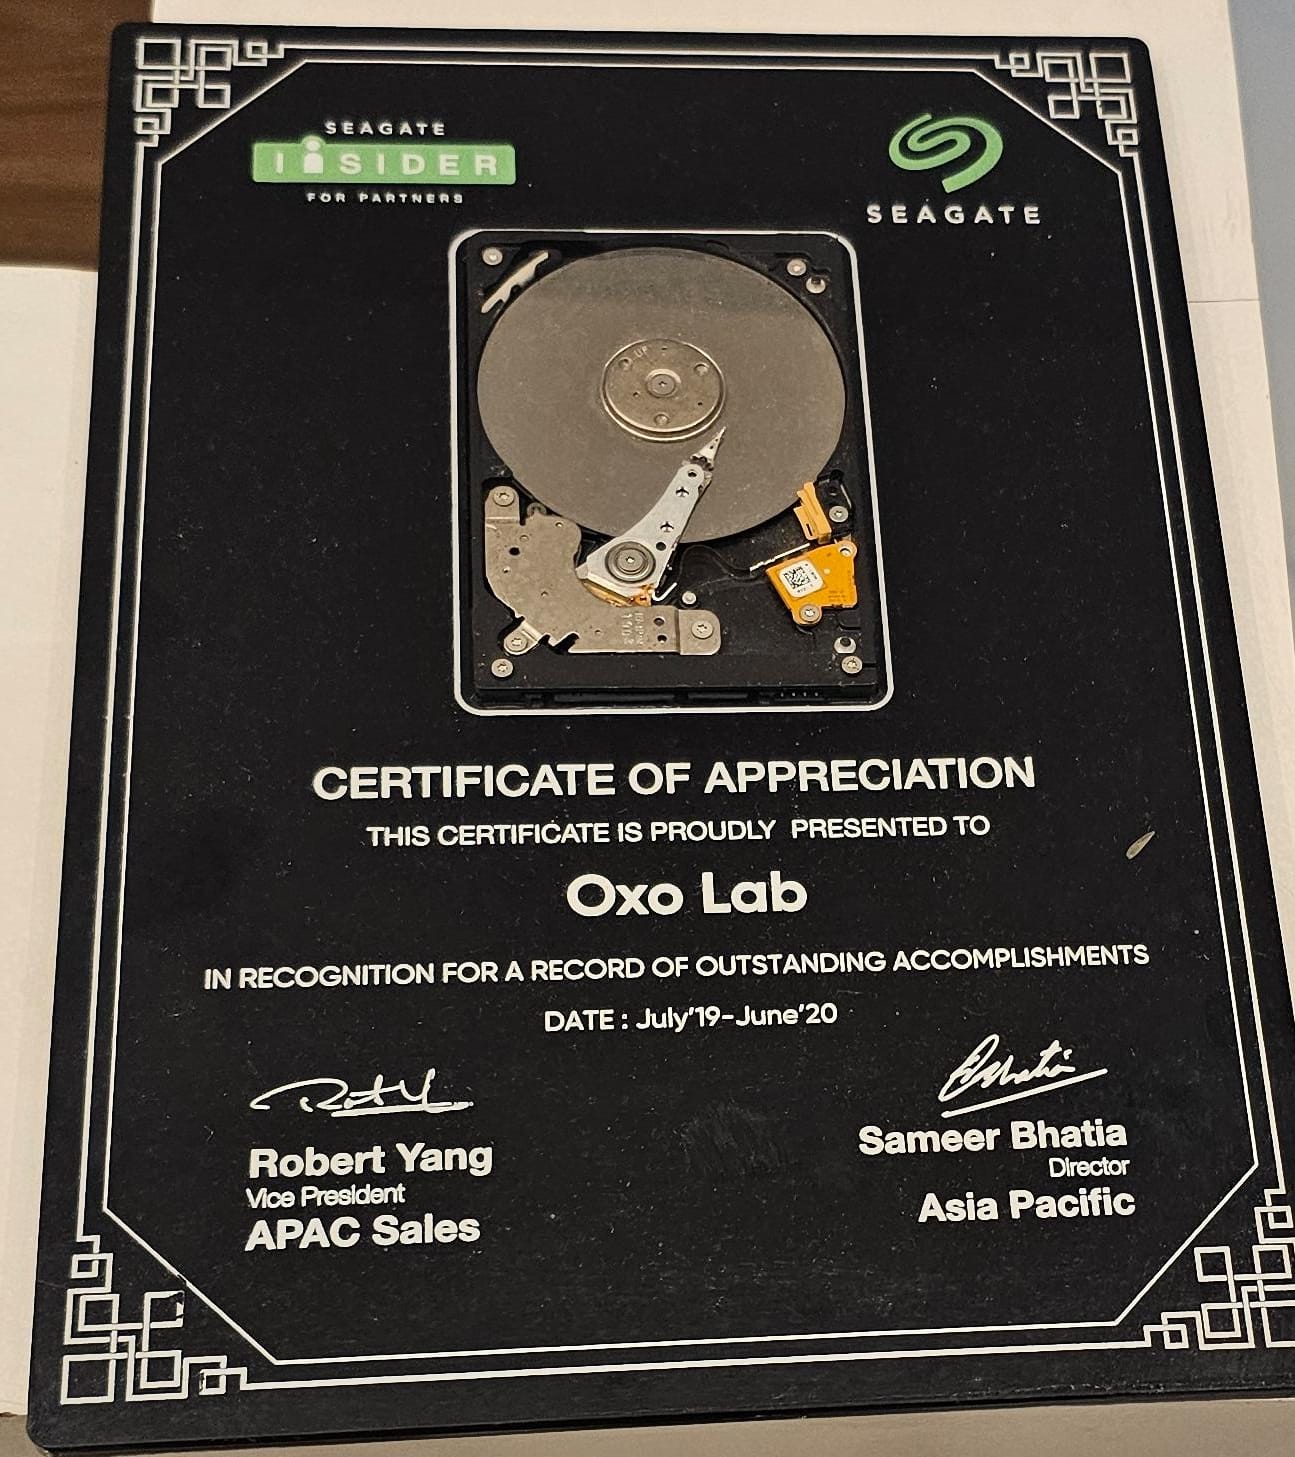 SEAGATE
INSIDER
FOR PARTNERS
SEAGATE
UP
CERTIFICATE OF APPRECIATION
THIS CERTIFICATE IS PROUDLY PRESENTED TO
Oxo Lab
IN RECOGNITION FOR A RECORD OF OUTSTANDING ACCOMPLISHMENTS
DATE : July'19-June'20
Robert Yang
Vice President
APAC Sales
Sameer Bhatia
Director
Asia Pacific